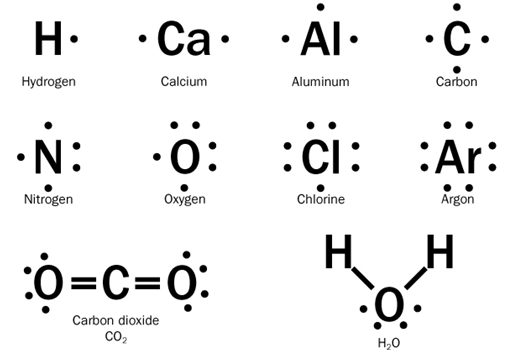 H Ca Al C
Hydrogen Calcium Aluminum Carbon
N O Cl Ar
Nitrogen Oxygen Chlorine Argon
O=C=O
Carbon dioxide
CO₂
H H
O
H₂O